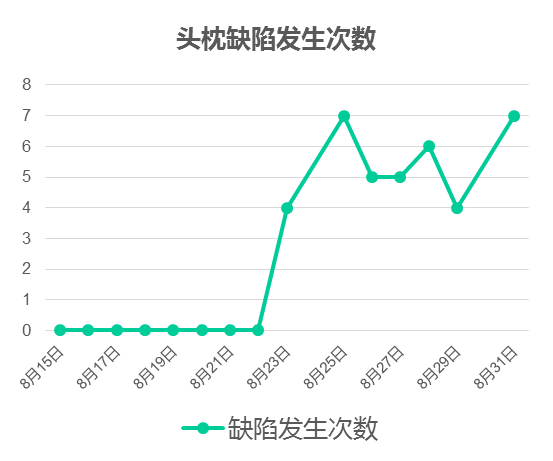 头枕缺陷发生次数
8
7
6
5
4
3
2
1
0
8月15日
8月17日
8月19日
8月21日
8月23日
8月25日
8月27日
8月29日
8月31日
缺陷发生次数